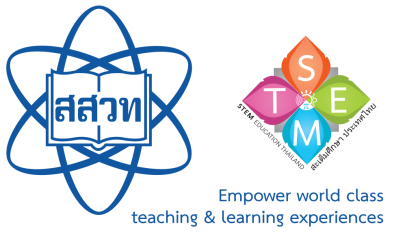 สสวท
S
T E
M
STEM EDUCATION THAILAND
สะเต็มศึกษา ประเทศไทย
Empower world class
teaching & learning experiences